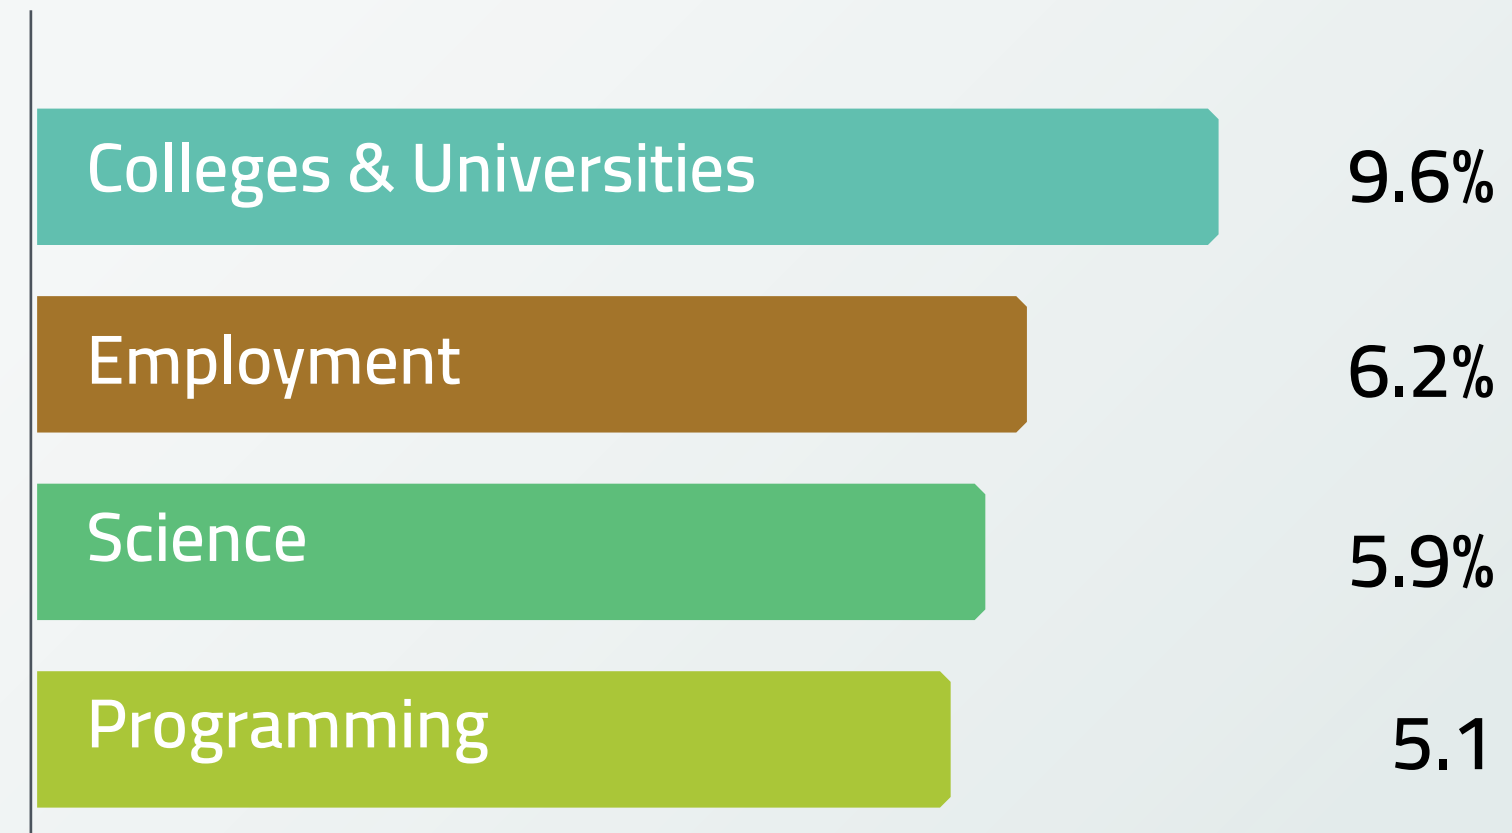 Colleges & Universities 9.6%
Employment 6.2%
Science 5.9%
Programming 5.1